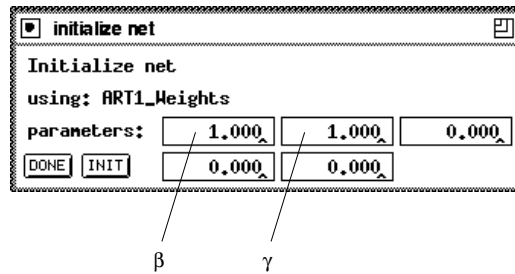 initialize net
Initialize net
using: ART1_Weights
parameters: 1.000 1.000 0.000
DONE INIT 0.000 0.000
β γ